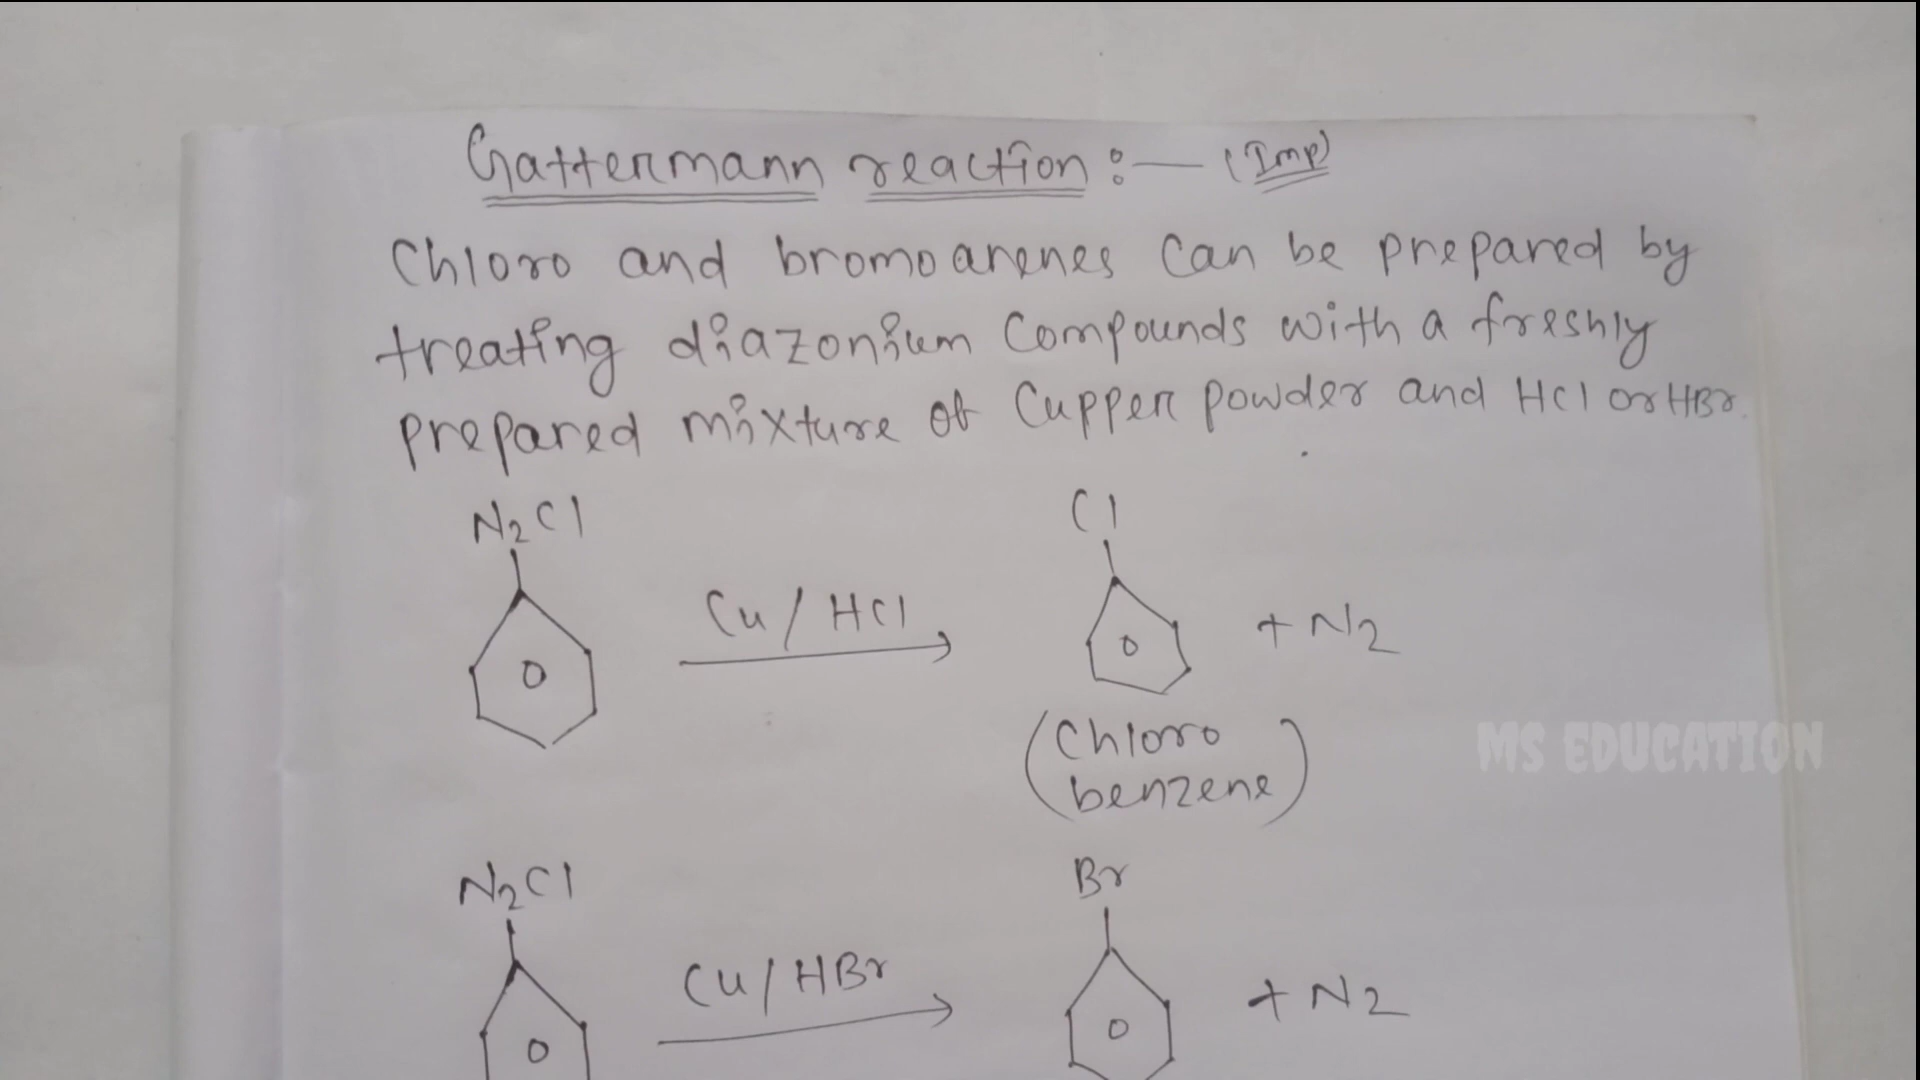 Gattermann reaction :— (Imp)
Chloro and bromoarenes can be prepared by
treating diazonium compounds with a freshly
prepared mixture of Cupper powder and HCl or HBr.
N2Cl
Cl
Cu / HCl
+ N2
(Chloro
benzene)
MS EDUCATION
N2Cl
Br
Cu / HBr
+ N2